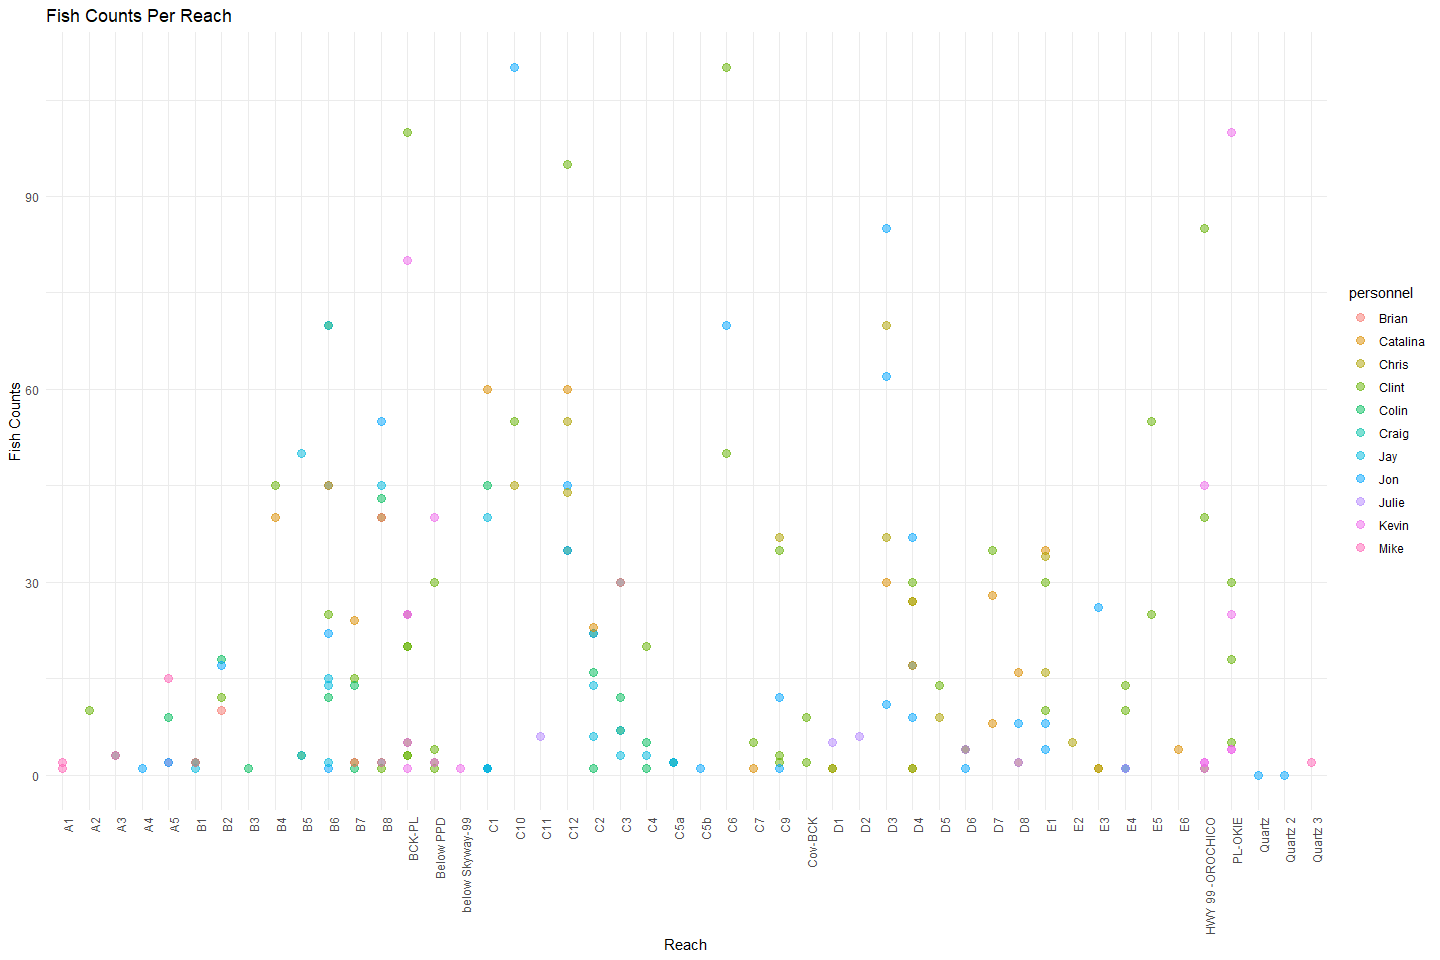 Fish Counts Per Reach
Fish Counts
90
60
30
0
A1
A2
A3
A4
A5
B1
B2
B3
B4
B5
B6
B7
B8
BCK-PL
Below PPD
below Skyway-99
C1
C10
C11
C12
C2
C3
C4
C5a
C5b
C6
C7
C9
Cov-BCK
D1
D2
D3
D4
D5
D6
D7
D8
E1
E2
E3
E4
E5
E6
HWY 99 -OROCHICO
PL-OKIE
Quartz
Quartz 2
Quartz 3
Reach
personnel
Brian
Catalina
Chris
Clint
Colin
Craig
Jay
Jon
Julie
Kevin
Mike